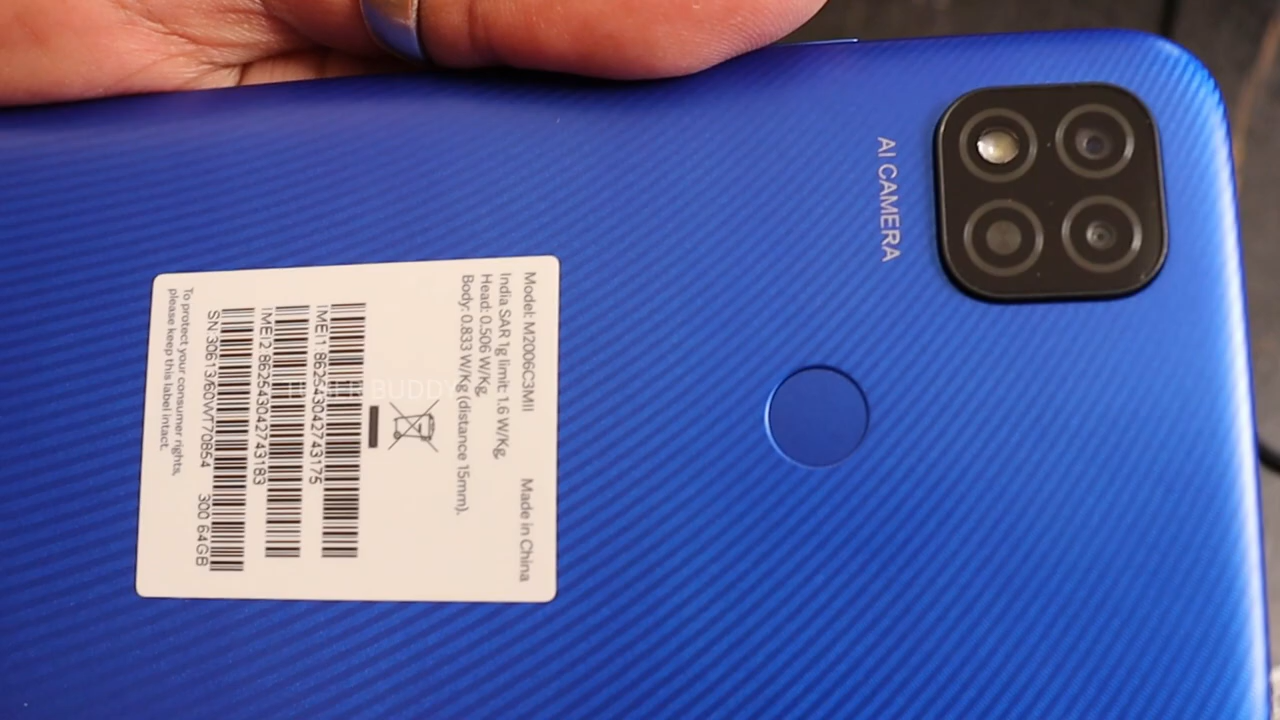 AI CAMERA
Model: M2006C3MII Made in China
India SAR 1g limit: 1.6 W/Kg
Head: 0.506 W/Kg
Body: 0.833 W/Kg (distance 15mm).
IMEI1:862543042743175
IMEI2:862543042743183
SN:30613/60WT70854 300 64GB
To protect your consumer rights,
please keep this label intact.